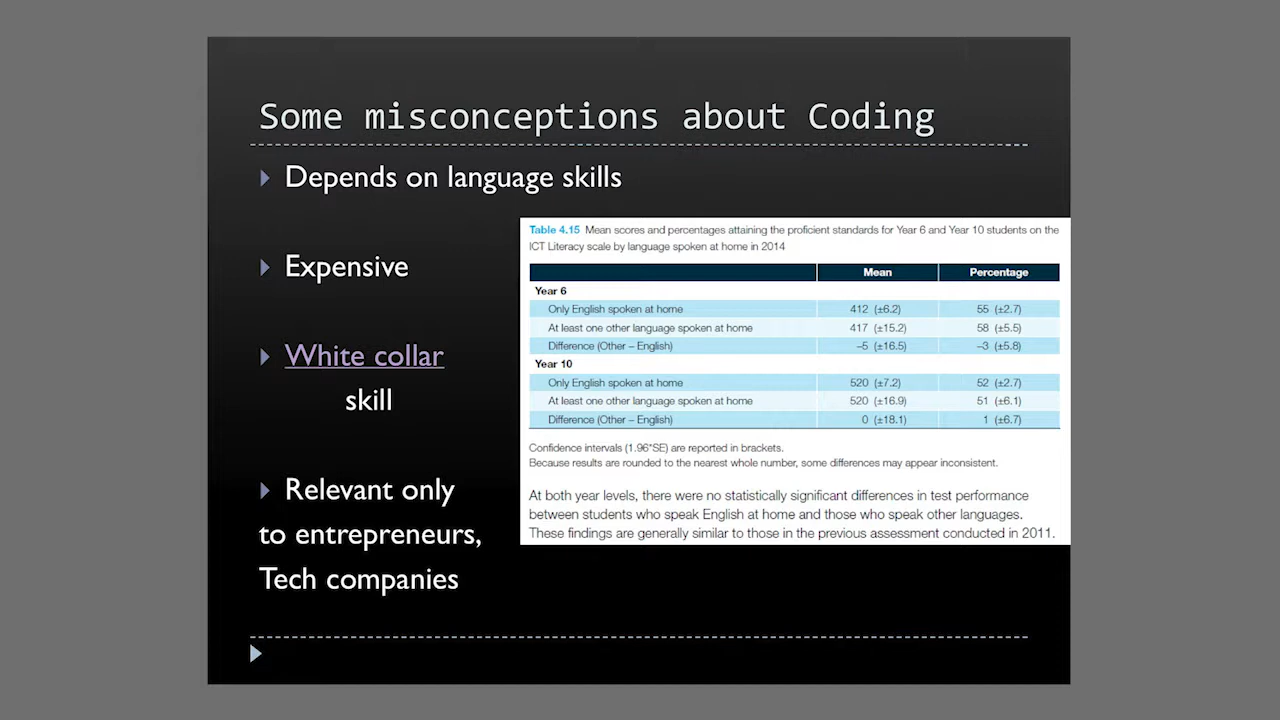 Some misconceptions about Coding
Depends on language skills
Expensive
White collar
skill
Relevant only
to entrepreneurs,
Tech companies
Table 4.15 Mean scores and percentages attaining the proficient standards for Year 6 and Year 10 students on the
ICT Literacy scale by language spoken at home in 2014
Mean Percentage
Year 6
Only English spoken at home 412 (±6.2) 55 (±2.7)
At least one other language spoken at home 417 (±15.2) 58 (±5.5)
Difference (Other – English) –5 (±16.5) –3 (±5.8)
Year 10
Only English spoken at home 520 (±7.2) 52 (±2.7)
At least one other language spoken at home 520 (±16.9) 51 (±6.1)
Difference (Other – English) 0 (±18.1) 1 (±6.7)
Confidence intervals (1.96*SE) are reported in brackets.
Because results are rounded to the nearest whole number, some differences may appear inconsistent.
At both year levels, there were no statistically significant differences in test performance
between students who speak English at home and those who speak other languages.
These findings are generally similar to those in the previous assessment conducted in 2011.